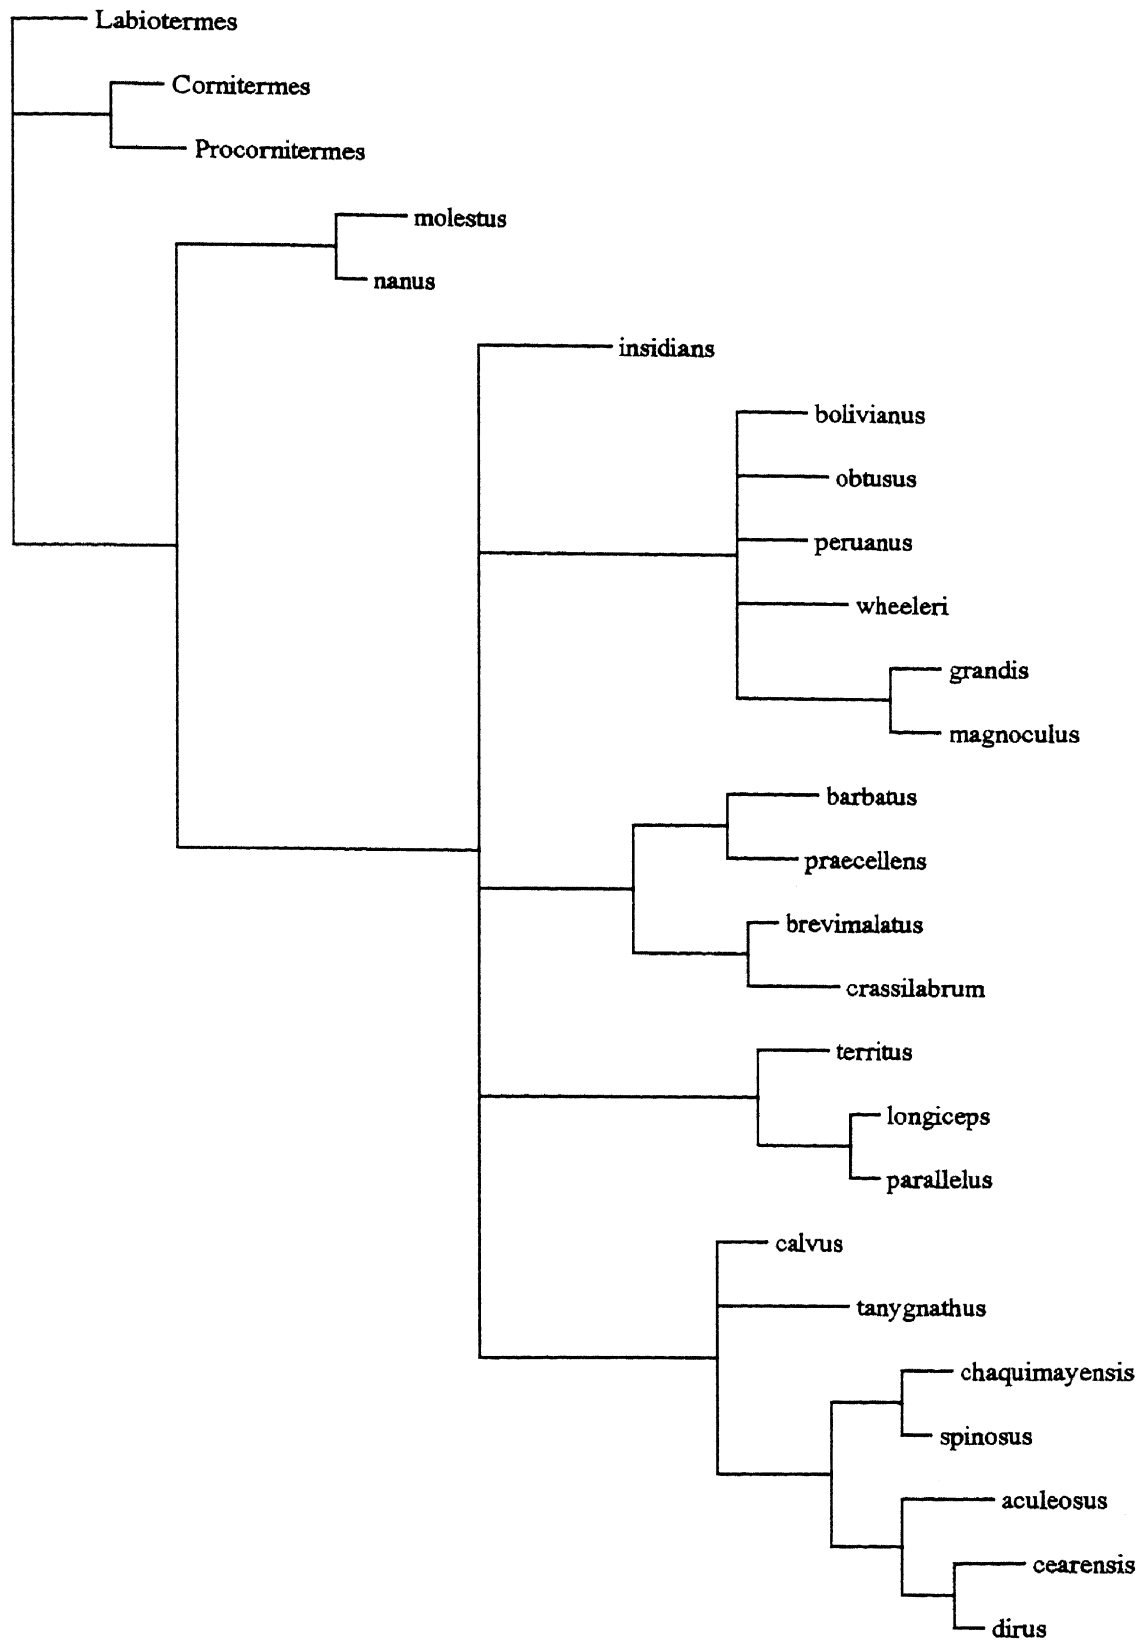 Labiotermes
Cornitermes
Procornitermes
molestus
nanus
insidians
bolivianus
obtusus
peruanus
wheeleri
grandis
magnoculus
barbatus
praecellens
brevimalatus
crassilabrum
territus
longiceps
parallelus
calvus
tanygnathus
chaquimayensis
spinosus
aculeosus
cearensis
dirus